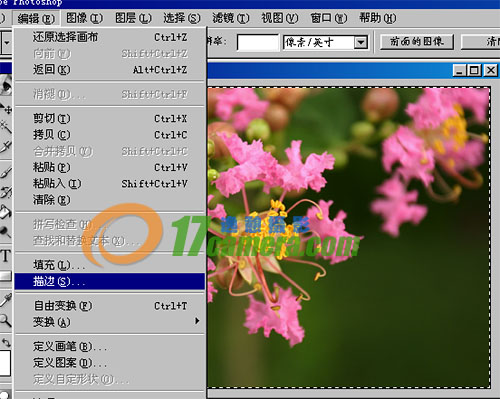 be Photoshop
) 编辑(E) 图像(I) 图层(L) 选择(S) 滤镜(T) 视图(V) 窗口(W) 帮助(H)
还原选择画布 Ctrl+Z
向前(W) Shift+Ctrl+Z
返回(K) Alt+Ctrl+Z
消褪(D)... Shift+Ctrl+F
剪切(T) Ctrl+X
拷贝(C) Ctrl+C
合并拷贝(Y) Shift+Ctrl+C
粘贴(P) Ctrl+V
粘贴入(I) Shift+Ctrl+V
清除(E)
拼写检查(H)...
查找和替换文本(X)...
填充(L)...
描边(S)...
自由变换(F) Ctrl+T
变换(A)
定义画笔(B)...
定义图案(D)...
定义自定形状(O)...
像素/英寸
前面的图像
清
17camera.com
T